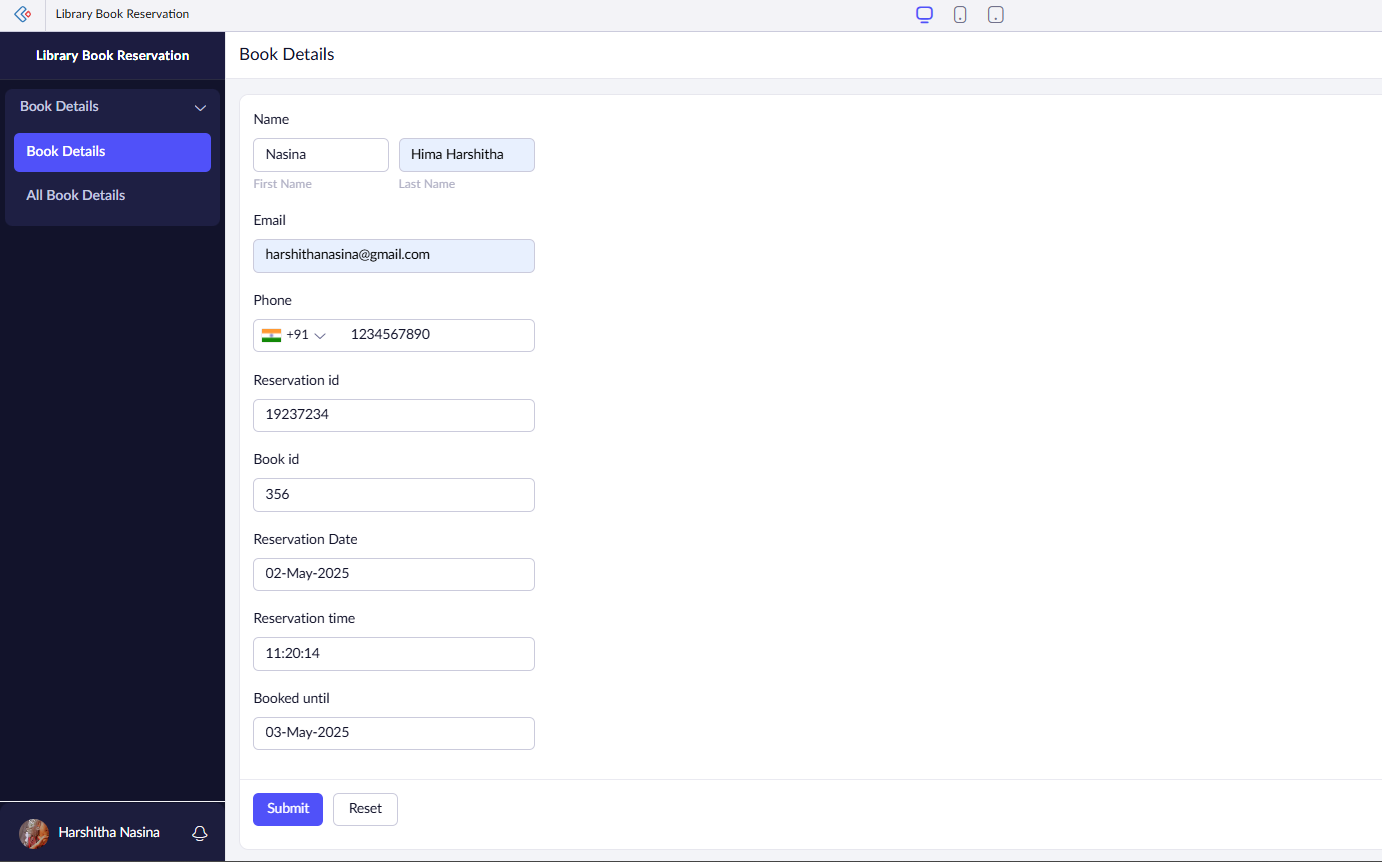 Library Book Reservation
Library Book Reservation
Book Details
Book Details
Book Details
All Book Details
Name
Nasina Hima Harshitha
First Name Last Name
Email
harshithanasina@gmail.com
Phone
+91 1234567890
Reservation id
19237234
Book id
356
Reservation Date
02-May-2025
Reservation time
11:20:14
Booked until
03-May-2025
Submit Reset
Harshitha Nasina